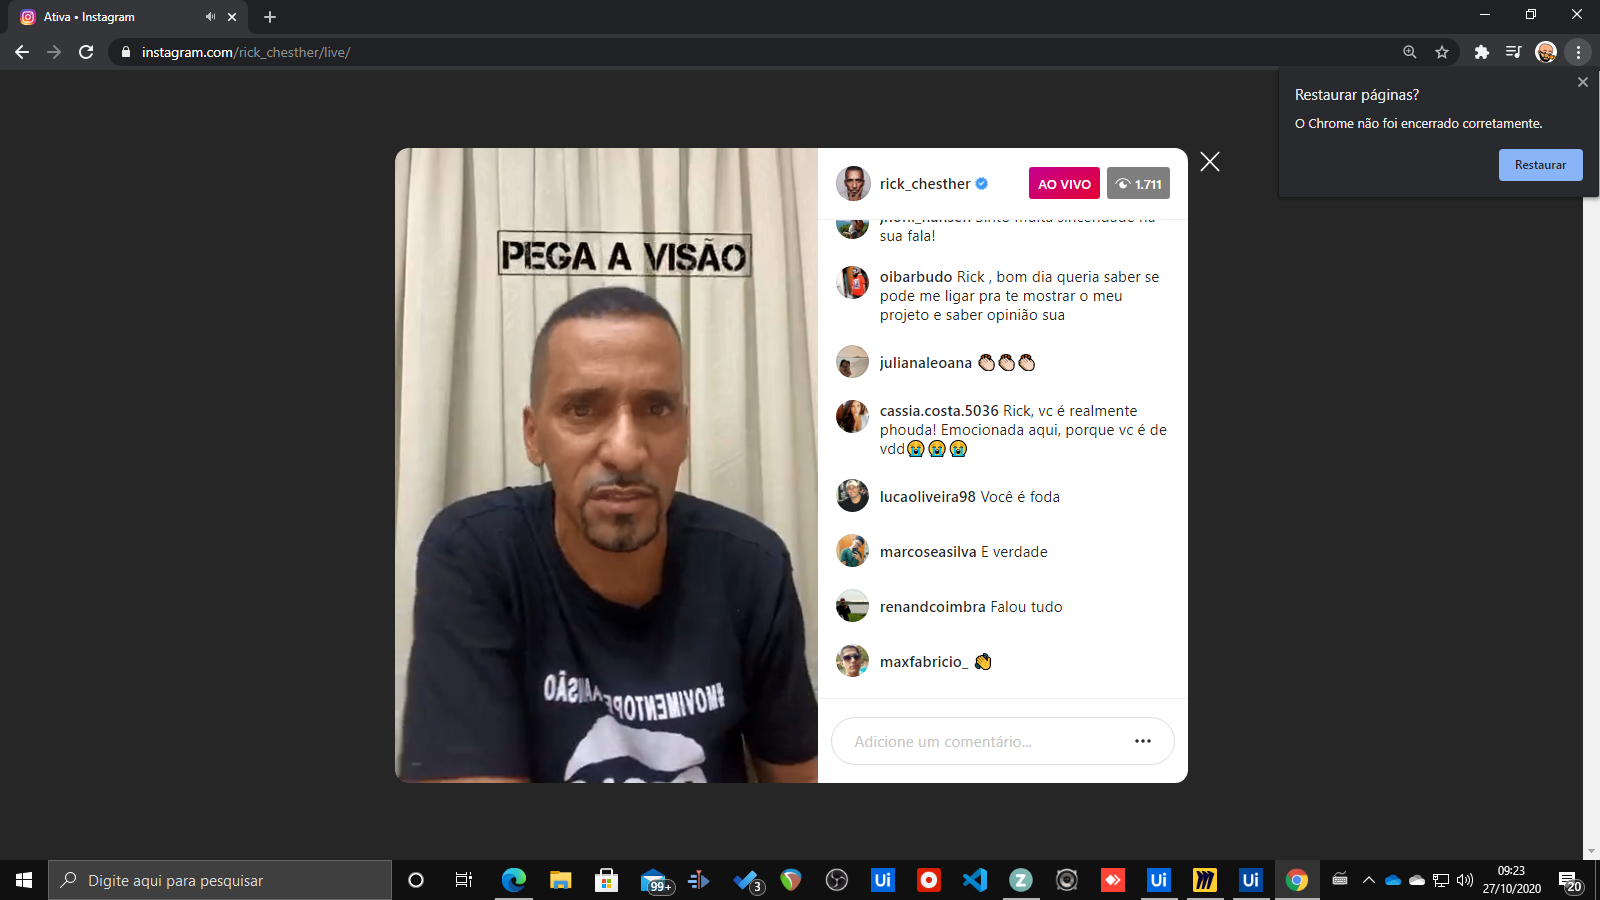 Ativa • Instagram
instagram.com/rick_chesther/live/
Restaurar páginas?
O Chrome não foi encerrado corretamente.
Restaurar
PEGA A VISÃO
rick_chesther
AO VIVO
1.711
sua fala!
oibarbudo Rick , bom dia queria saber se
pode me ligar pra te mostrar o meu
projeto e saber opinião sua
julianaleoana 👏🏻👏🏻👏🏻
cassia.costa.5036 Rick, vc é realmente
phouda! Emocionada aqui, porque vc é de
vdd😭😭😭
lucaoliveira98 Você é foda
marcoseasilva E verdade
renandcoimbra Falou tudo
maxfabricio_ 👏
Adicione um comentário...
Digite aqui para pesquisar
99+
3
Ui
Ui
Ui
09:23
27/10/2020
20